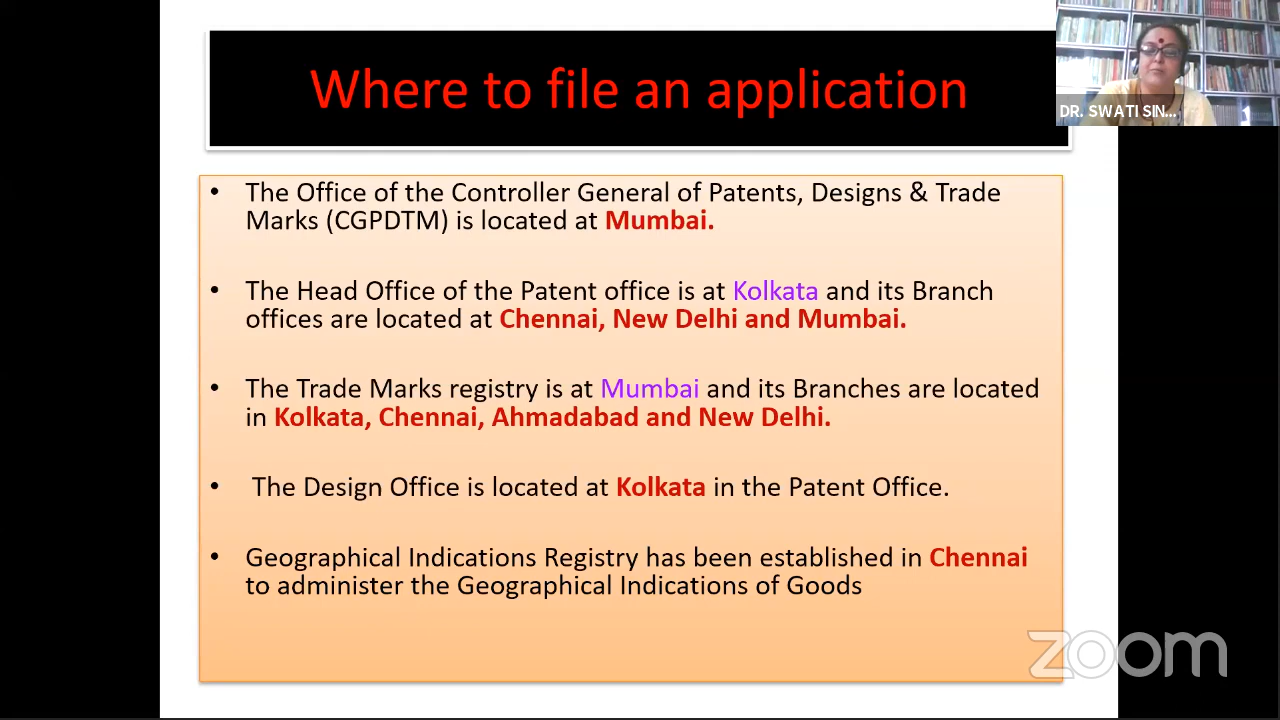 Where to file an application
DR. SWATI SIN...
• The Office of the Controller General of Patents, Designs & Trade
Marks (CGPDTM) is located at Mumbai.
• The Head Office of the Patent office is at Kolkata and its Branch
offices are located at Chennai, New Delhi and Mumbai.
• The Trade Marks registry is at Mumbai and its Branches are located
in Kolkata, Chennai, Ahmadabad and New Delhi.
• The Design Office is located at Kolkata in the Patent Office.
• Geographical Indications Registry has been established in Chennai
to administer the Geographical Indications of Goods
zoom